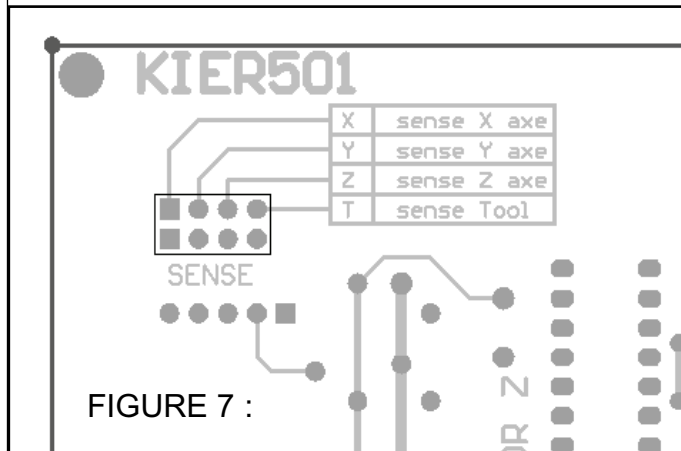 KIER501
X sense X axe
Y sense Y axe
Z sense Z axe
T sense Tool
SENSE
FIGURE 7 :